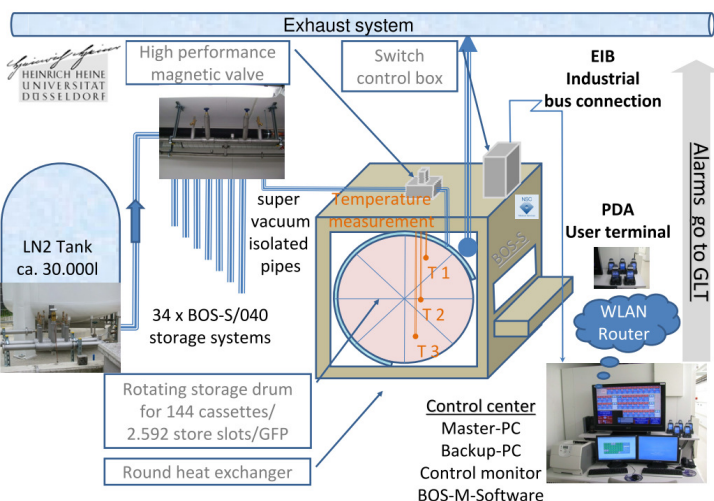 Exhaust system
Heinrich Heine
HEINRICH HEINE
UNIVERSITÄT
DÜSSELDORF
High performance
magnetic valve
Switch
control box
EIB
Industrial
bus connection
Alarms go to GLT
LN2 Tank
ca. 30.000l
super
vacuum
isolated
pipes
Temperature
measurement
NSC
BOS-S
T 1
T 2
T 3
PDA
User terminal
WLAN
Router
34 x BOS-S/040
storage systems
Rotating storage drum
for 144 cassettes/
2.592 store slots/GFP
Round heat exchanger
Control center
Master-PC
Backup-PC
Control monitor
BOS-M-Software